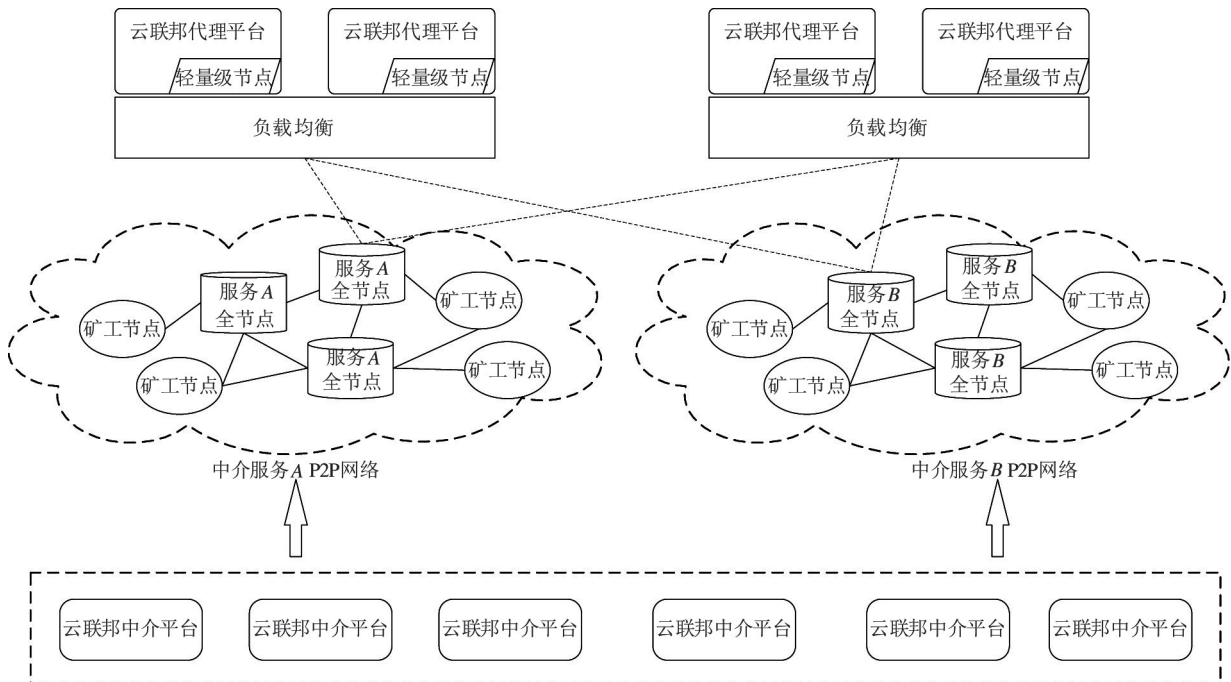 云联邦代理平台
轻量级节点
云联邦代理平台
轻量级节点
负载均衡
云联邦代理平台
轻量级节点
云联邦代理平台
轻量级节点
负载均衡
服务A
全节点
服务A
全节点
服务A
全节点
矿工节点
矿工节点
矿工节点
矿工节点
中介服务A P2P网络
服务B
全节点
服务B
全节点
服务B
全节点
矿工节点
矿工节点
矿工节点
矿工节点
中介服务B P2P网络
云联邦中介平台
云联邦中介平台
云联邦中介平台
云联邦中介平台
云联邦中介平台
云联邦中介平台